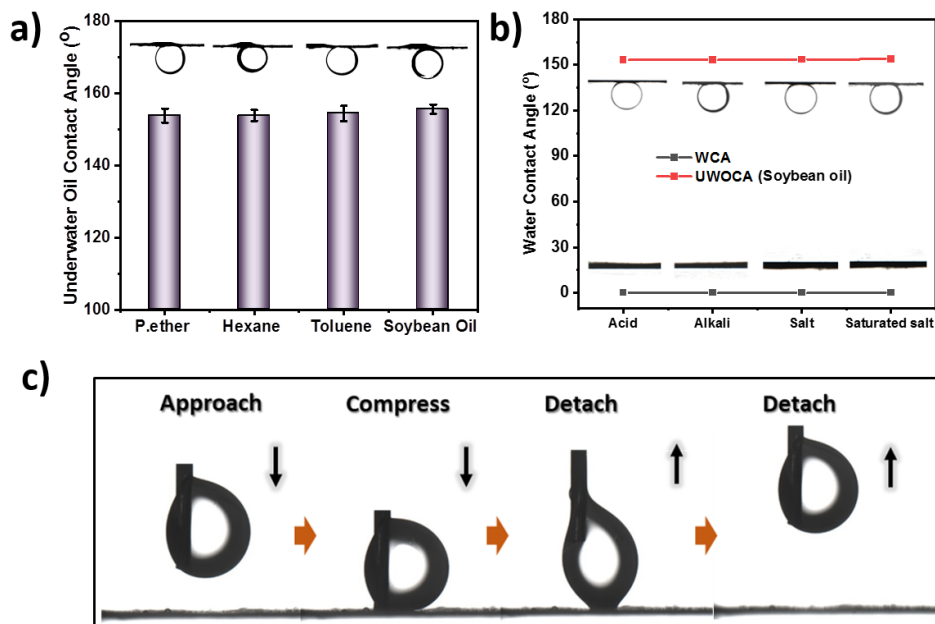 a)
Underwater Oil Contact Angle (°)
180
160
140
120
100
P.ether Hexane Toluene Soybean Oil
b)
Water Contact Angle (°)
180
150
120
90
60
30
0
WCA
UWOCA (Soybean oil)
Acid Alkali Salt Saturated salt
c)
Approach Compress Detach Detach